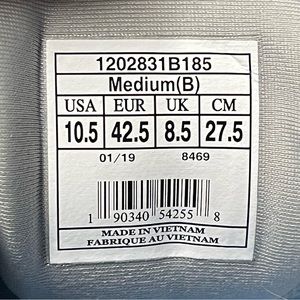 1202831B185
Medium(B)
USA EUR UK CM
10.5 42.5 8.5 27.5
01/19 8469
1 90340 54255 8
MADE IN VIETNAM
FABRIQUE AU VIETNAM